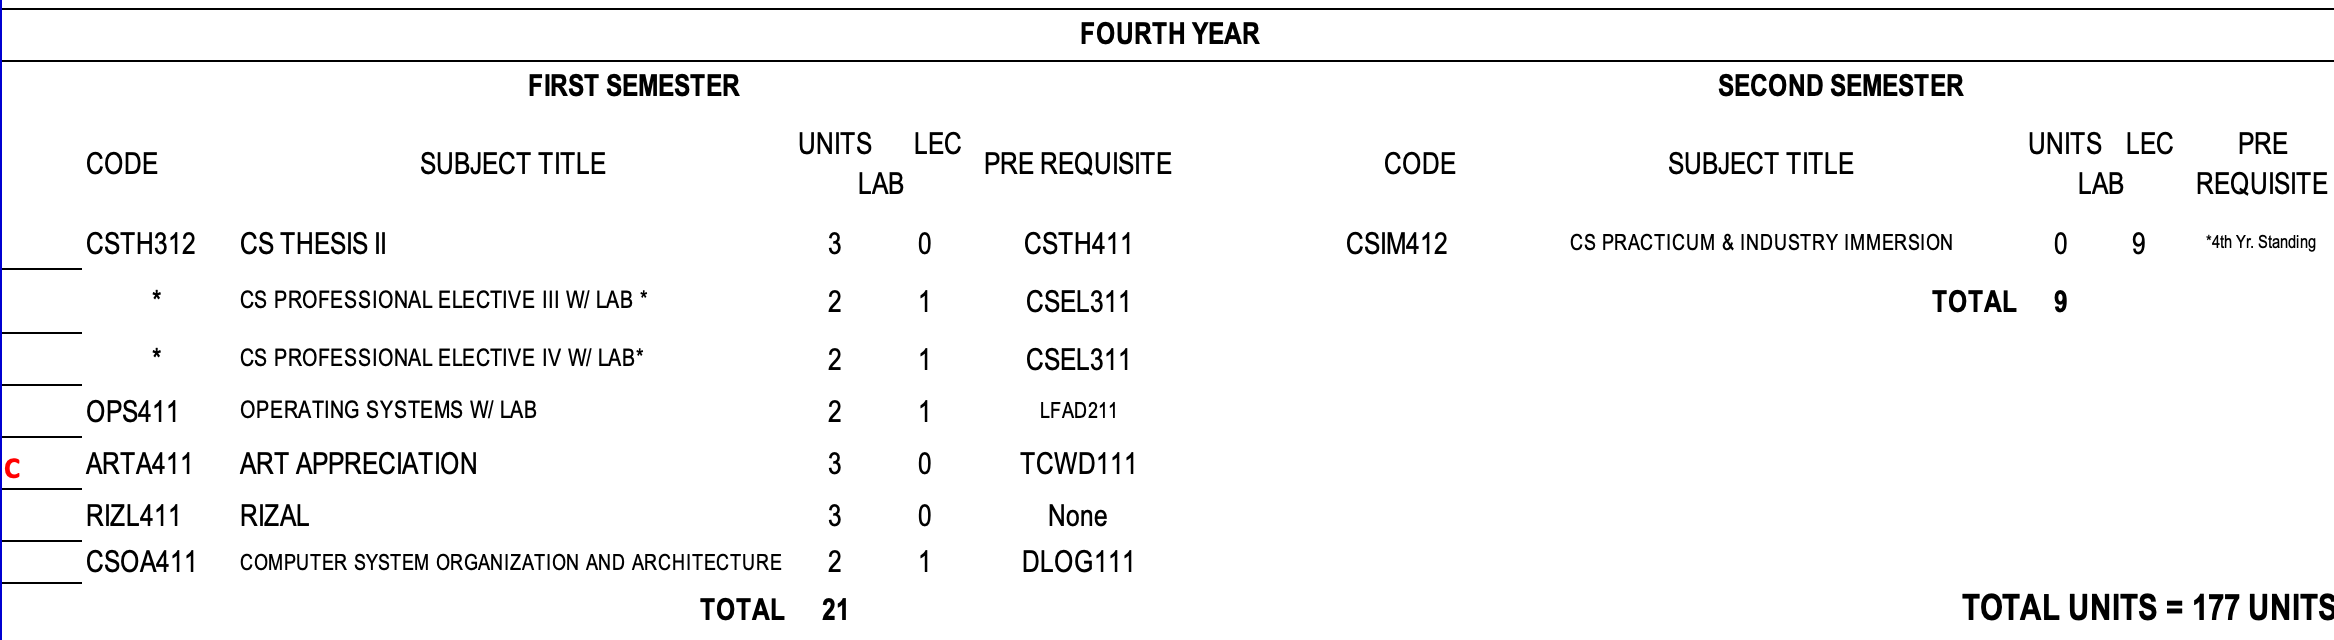 FOURTH YEAR
FIRST SEMESTER SECOND SEMESTER
CODE SUBJECT TITLE UNITS LEC LAB PRE REQUISITE CODE SUBJECT TITLE UNITS LEC LAB PRE REQUISITE
CSTH312 CS THESIS II 3 0 CSTH411 CSIM412 CS PRACTICUM & INDUSTRY IMMERSION 0 9 *4th Yr. Standing
* CS PROFESSIONAL ELECTIVE III W/ LAB * 2 1 CSEL311 TOTAL 9
* CS PROFESSIONAL ELECTIVE IV W/ LAB* 2 1 CSEL311
OPS411 OPERATING SYSTEMS W/ LAB 2 1 LFAD211
C ARTA411 ART APPRECIATION 3 0 TCWD111
RIZL411 RIZAL 3 0 None
CSOA411 COMPUTER SYSTEM ORGANIZATION AND ARCHITECTURE 2 1 DLOG111
TOTAL 21 TOTAL UNITS = 177 UNITS